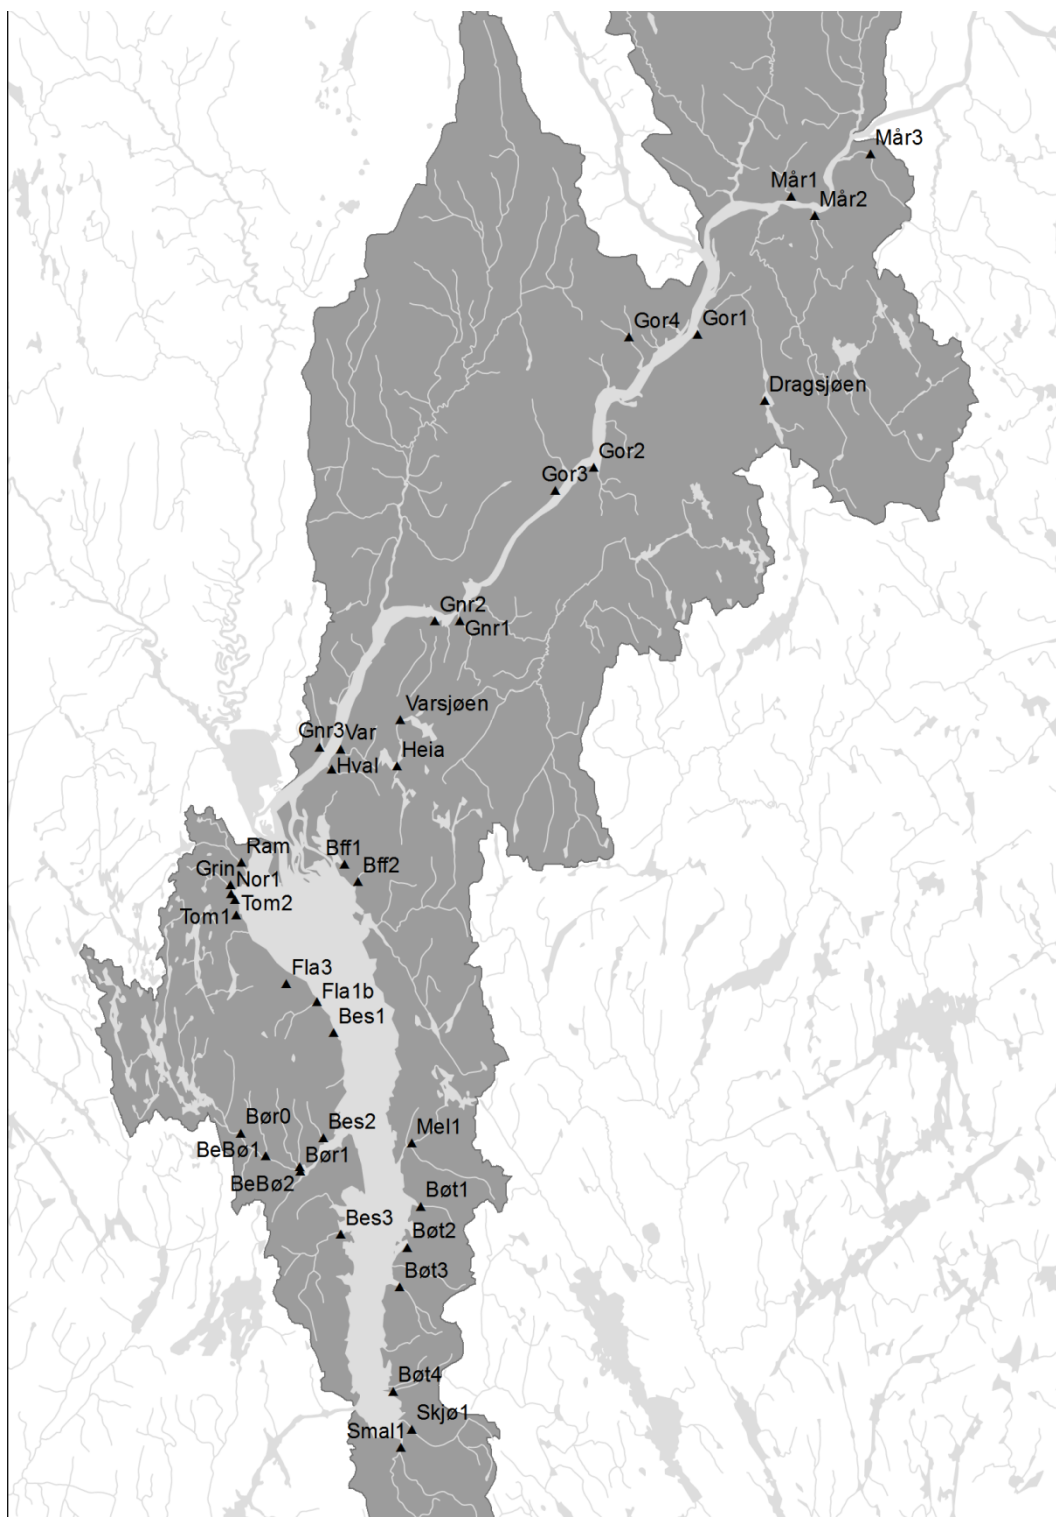 Mår3
Mår1
Mår2
Gor4
Gor1
Dragsjøen
Gor2
Gor3
Gnr2
Gnr1
Varsjøen
Gnr3
Var
Heia
Hval
Ram
Bff1
Bff2
Grin
Nor1
Tom2
Tom1
Fla3
Fla1b
Bes1
Bør0
Bes2
Mel1
BeBø1
Bør1
BeBø2
Bøt1
Bes3
Bøt2
Bøt3
Bøt4
Skjø1
Smal1